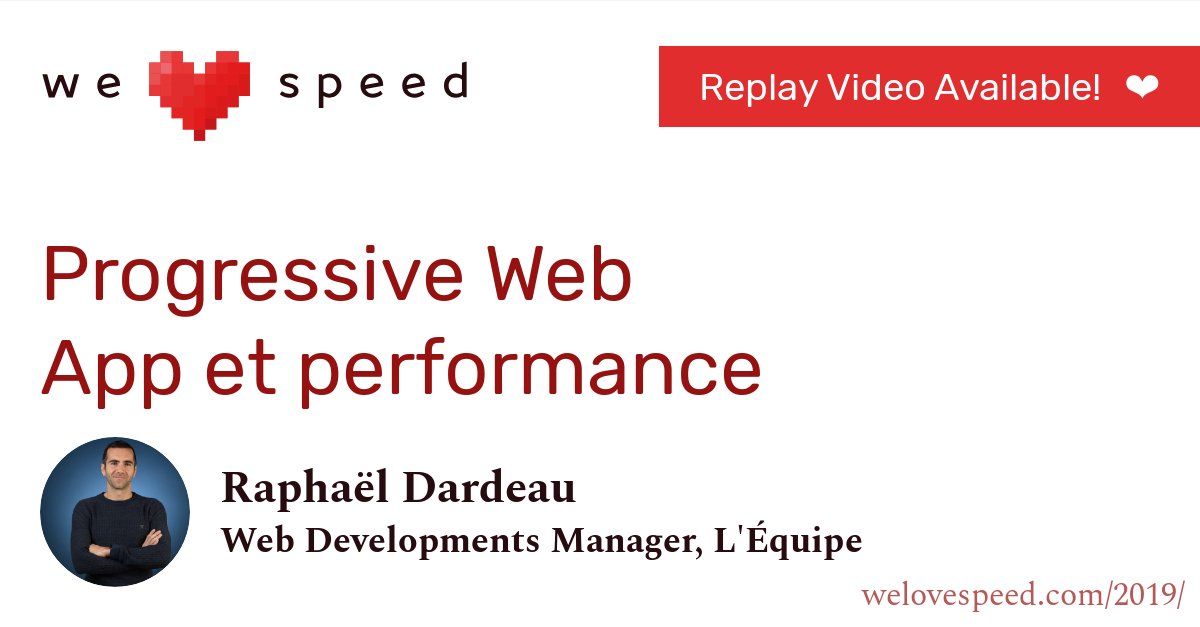 we speed
Replay Video Available! ❤
Progressive Web
App et performance
Raphaël Dardeau
Web Developments Manager, L'Équipe
welovespeed.com/2019/